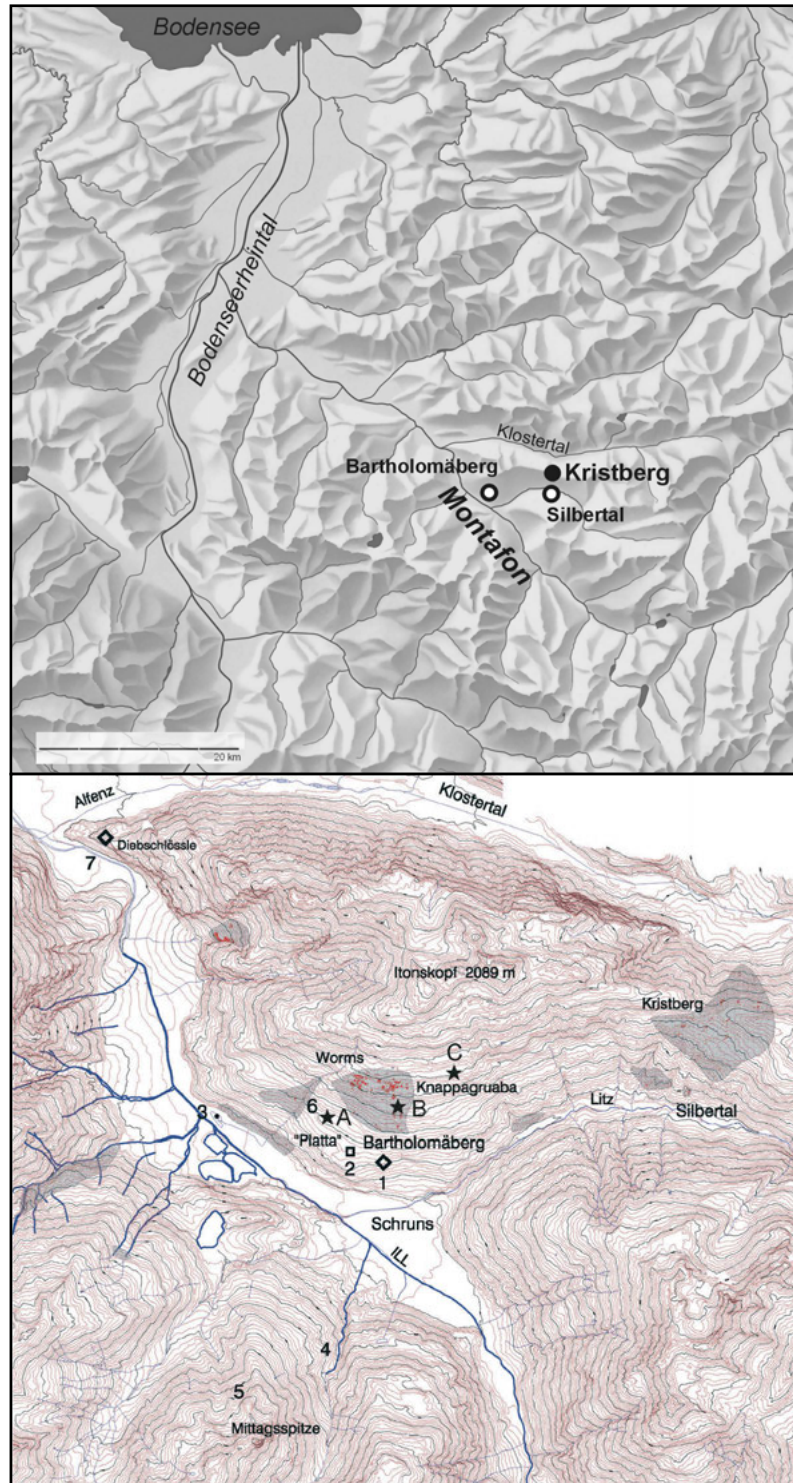 Bodensee
Bodenseerheintal
Klostertal
Bartholomäberg
Kristberg
Silbertal
Montafon
20 km
Alfenz
Klostertal
Diebschlössle
7
Itonskopf 2089 m
Kristberg
Worms
C
Knappagruaba
3
6
A
B
Litz
Silbertal
"Platta"
Bartholomäberg
2
1
Schruns
ILL
4
5
Mittagsspitze